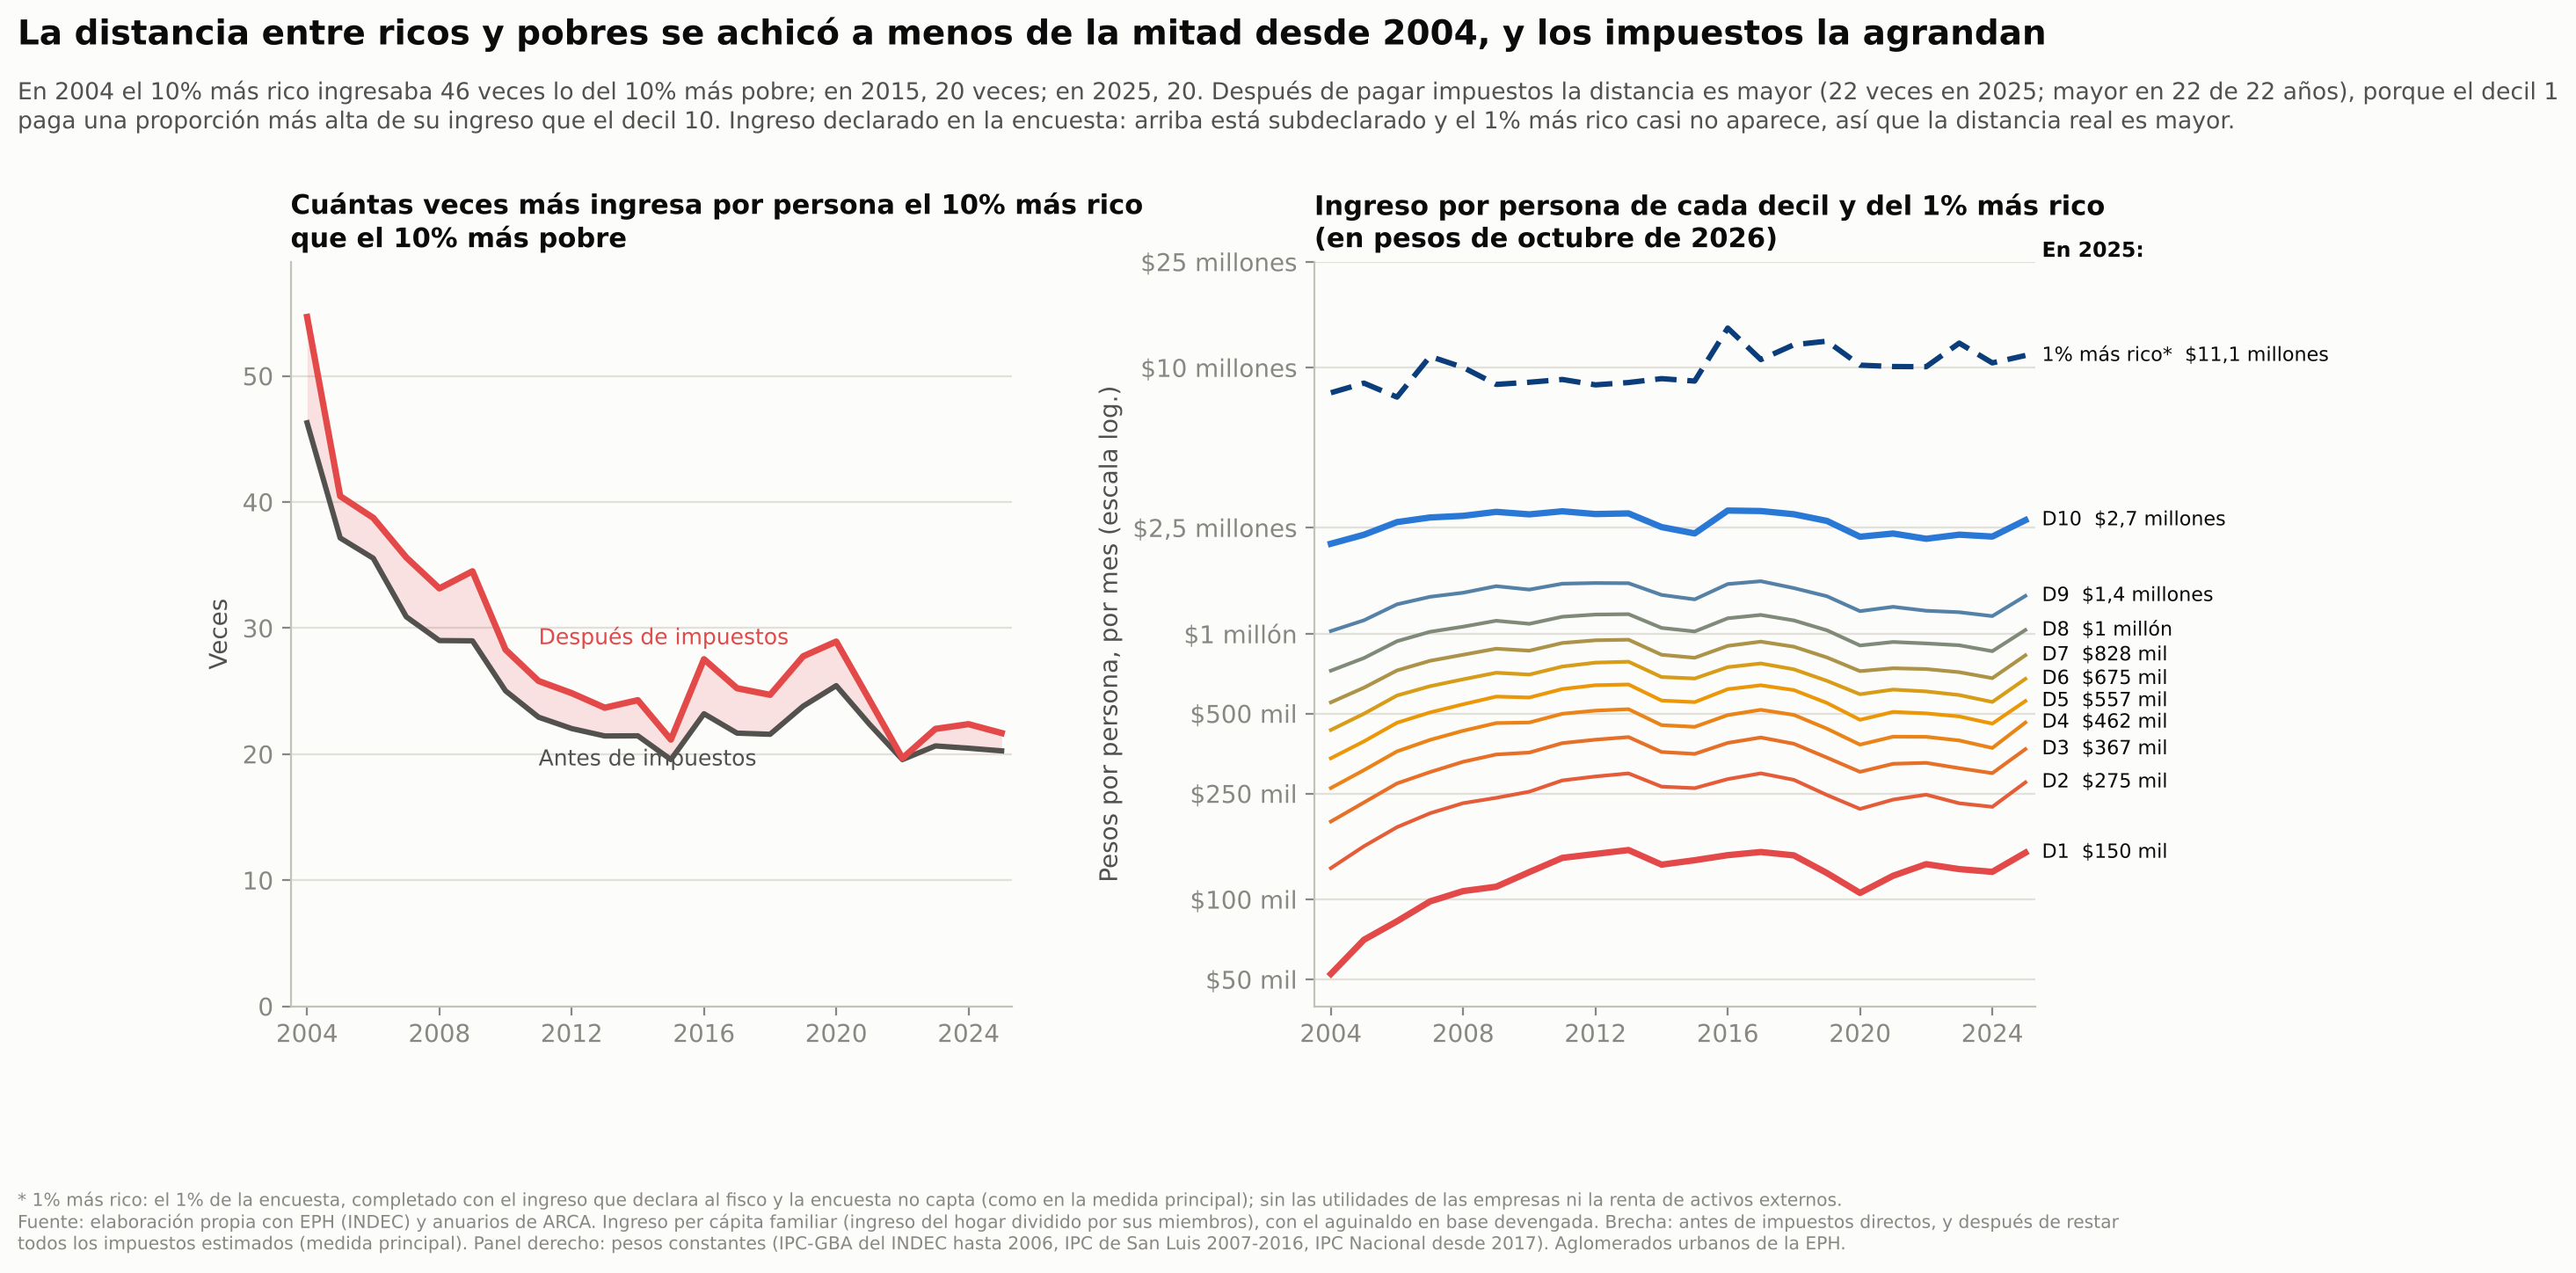 La distancia entre ricos y pobres se achicó a menos de la mitad desde 2004, y los impuestos la agrandan
En 2004 el 10% más rico ingresaba 46 veces lo del 10% más pobre; en 2015, 20 veces; en 2025, 20. Después de pagar impuestos la distancia es mayor (22 veces en 2025; mayor en 22 de 22 años), porque el decil 1
paga una proporción más alta de su ingreso que el decil 10. Ingreso declarado en la encuesta: arriba está subdeclarado y el 1% más rico casi no aparece, así que la distancia real es mayor.
Cuántas veces más ingresa por persona el 10% más rico
que el 10% más pobre
Veces
50
40
30
20
10
0
Después de impuestos
Antes de impuestos
2004
2008
2012
2016
2020
2024
Ingreso por persona de cada decil y del 1% más rico
(en pesos de octubre de 2026)
En 2025:
Pesos por persona, por mes (escala log.)
$25 millones
$10 millones
$2,5 millones
$1 millón
$500 mil
$250 mil
$100 mil
$50 mil
1% más rico* $11,1 millones
D10 $2,7 millones
D9 $1,4 millones
D8 $1 millón
D7 $828 mil
D6 $675 mil
D5 $557 mil
D4 $462 mil
D3 $367 mil
D2 $275 mil
D1 $150 mil
2004
2008
2012
2016
2020
2024
* 1% más rico: el 1% de la encuesta, completado con el ingreso que declara al fisco y la encuesta no capta (como en la medida principal); sin las utilidades de las empresas ni la renta de activos externos.
Fuente: elaboración propia con EPH (INDEC) y anuarios de ARCA. Ingreso per cápita familiar (ingreso del hogar dividido por sus miembros), con el aguinaldo en base devengada. Brecha: antes de impuestos directos, y después de restar
todos los impuestos estimados (medida principal). Panel derecho: pesos constantes (IPC-GBA del INDEC hasta 2006, IPC de San Luis 2007-2016, IPC Nacional desde 2017). Aglomerados urbanos de la EPH.